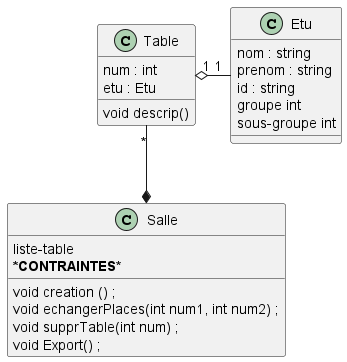 C Table
num : int
etu : Etu
void descrip()
1 1
C Etu
nom : string
prenom : string
id : string
groupe int
sous-groupe int
*
C Salle
liste-table
*CONTRAINTES*
void creation () ;
void echangerPlaces(int num1, int num2) ;
void supprTable(int num) ;
void Export() ;